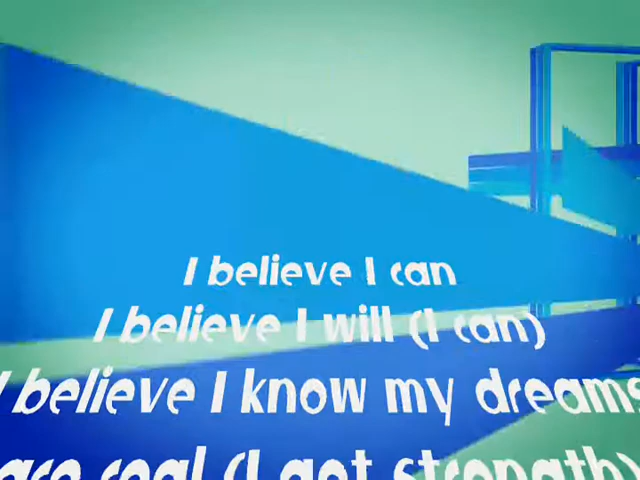 I believe I can
I believe I will (I can)
I believe I know my dreams
are real (I got strength)